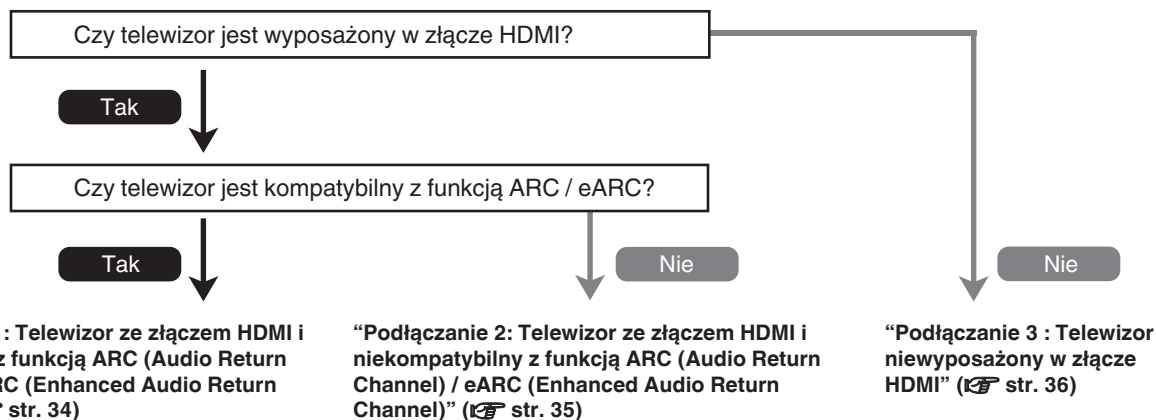 Czy telewizor jest wyposażony w złącze HDMI?
Tak
Czy telewizor jest kompatybilny z funkcją ARC / eARC?
Tak
Nie
Nie
: Telewizor ze złączem HDMI i
z funkcją ARC (Audio Return
RC (Enhanced Audio Return
str. 34)
“Podłączanie 2: Telewizor ze złączem HDMI i
niekompatybilny z funkcją ARC (Audio Return
Channel) / eARC (Enhanced Audio Return
Channel)” (☞ str. 35)
“Podłączanie 3 : Telewizor
niewyposażony w złącze
HDMI” (☞ str. 36)